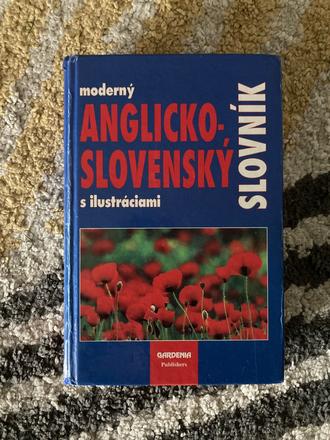 moderný
ANGLICKO-
SLOVENSKÝ
s ilustráciami
SLOVNÍK
GARDENIA
Publishers